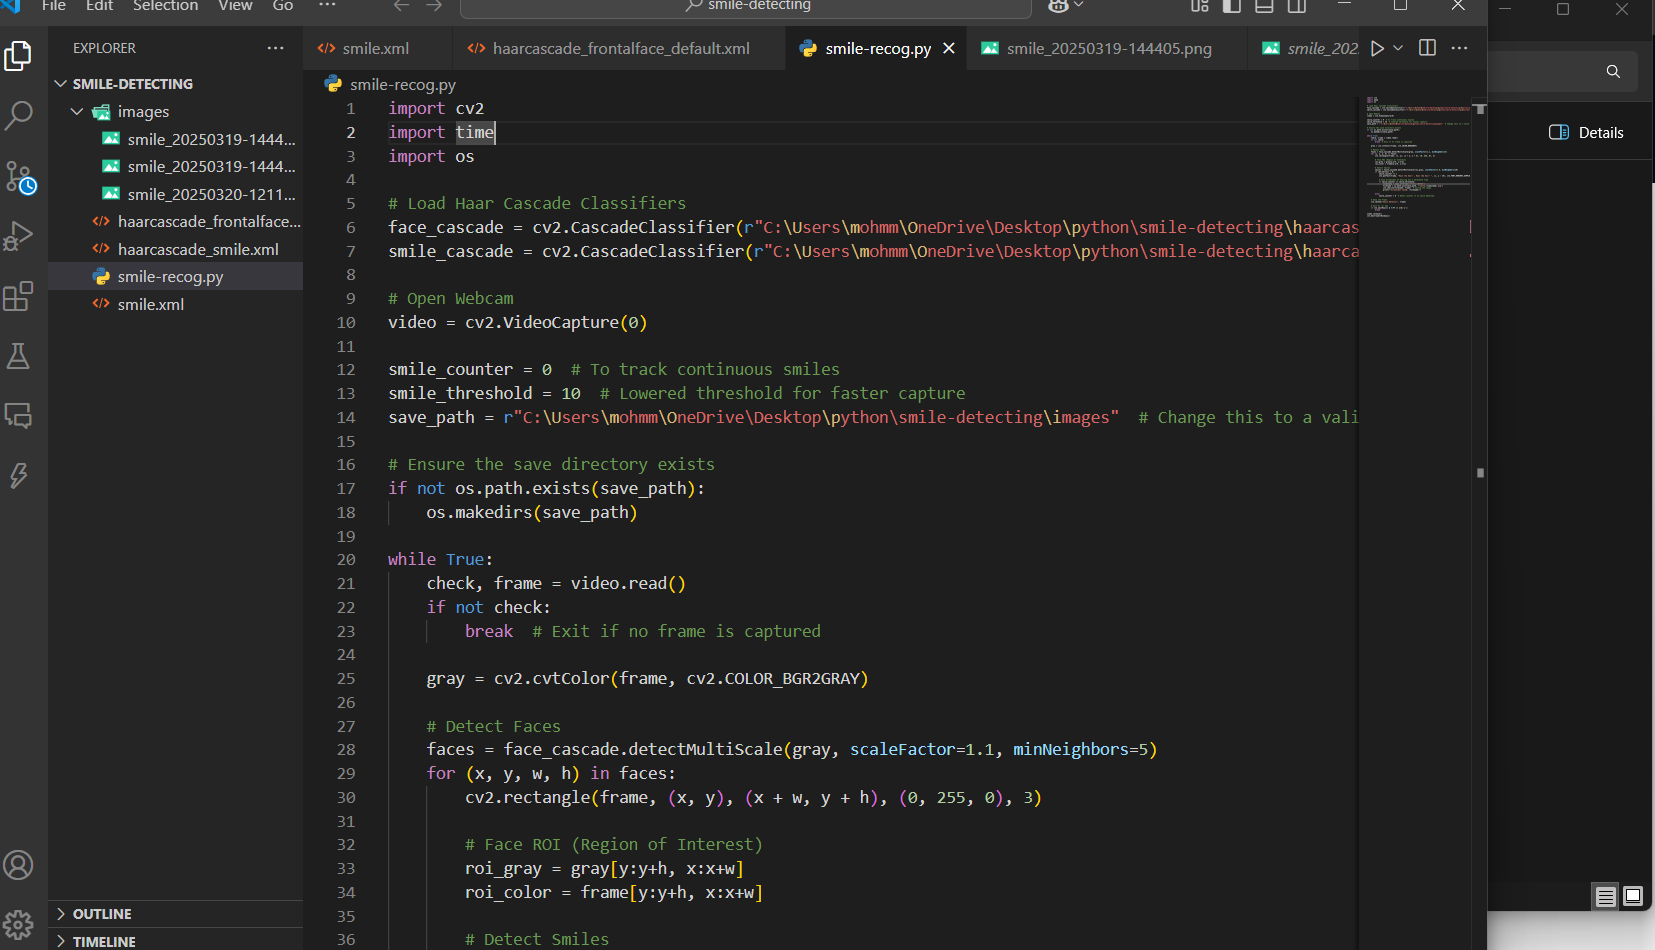 File Edit Selection View Go ··· smile-detecting
EXPLORER ···
SMILE-DETECTING
images
smile_20250319-1444...
smile_20250319-1444...
smile_20250320-1211...
haarcascade_frontalface...
haarcascade_smile.xml
smile-recog.py
smile.xml
OUTLINE
TIMELINE
smile.xml haarcascade_frontalface_default.xml smile-recog.py smile_20250319-144405.png smile_202
smile-recog.py
1 import cv2
2 import time
3 import os
4
5 # Load Haar Cascade Classifiers
6 face_cascade = cv2.CascadeClassifier(r"C:\Users\mohmm\OneDrive\Desktop\python\smile-detecting\haarcas
7 smile_cascade = cv2.CascadeClassifier(r"C:\Users\mohmm\OneDrive\Desktop\python\smile-detecting\haarca
8
9 # Open Webcam
10 video = cv2.VideoCapture(0)
11
12 smile_counter = 0  # To track continuous smiles
13 smile_threshold = 10  # Lowered threshold for faster capture
14 save_path = r"C:\Users\mohmm\OneDrive\Desktop\python\smile-detecting\images"  # Change this to a vali
15
16 # Ensure the save directory exists
17 if not os.path.exists(save_path):
18     os.makedirs(save_path)
19
20 while True:
21     check, frame = video.read()
22     if not check:
23         break  # Exit if no frame is captured
24
25     gray = cv2.cvtColor(frame, cv2.COLOR_BGR2GRAY)
26
27     # Detect Faces
28     faces = face_cascade.detectMultiScale(gray, scaleFactor=1.1, minNeighbors=5)
29     for (x, y, w, h) in faces:
30         cv2.rectangle(frame, (x, y), (x + w, y + h), (0, 255, 0), 3)
31
32         # Face ROI (Region of Interest)
33         roi_gray = gray[y:y+h, x:x+w]
34         roi_color = frame[y:y+h, x:x+w]
35
36         # Detect Smiles
Details